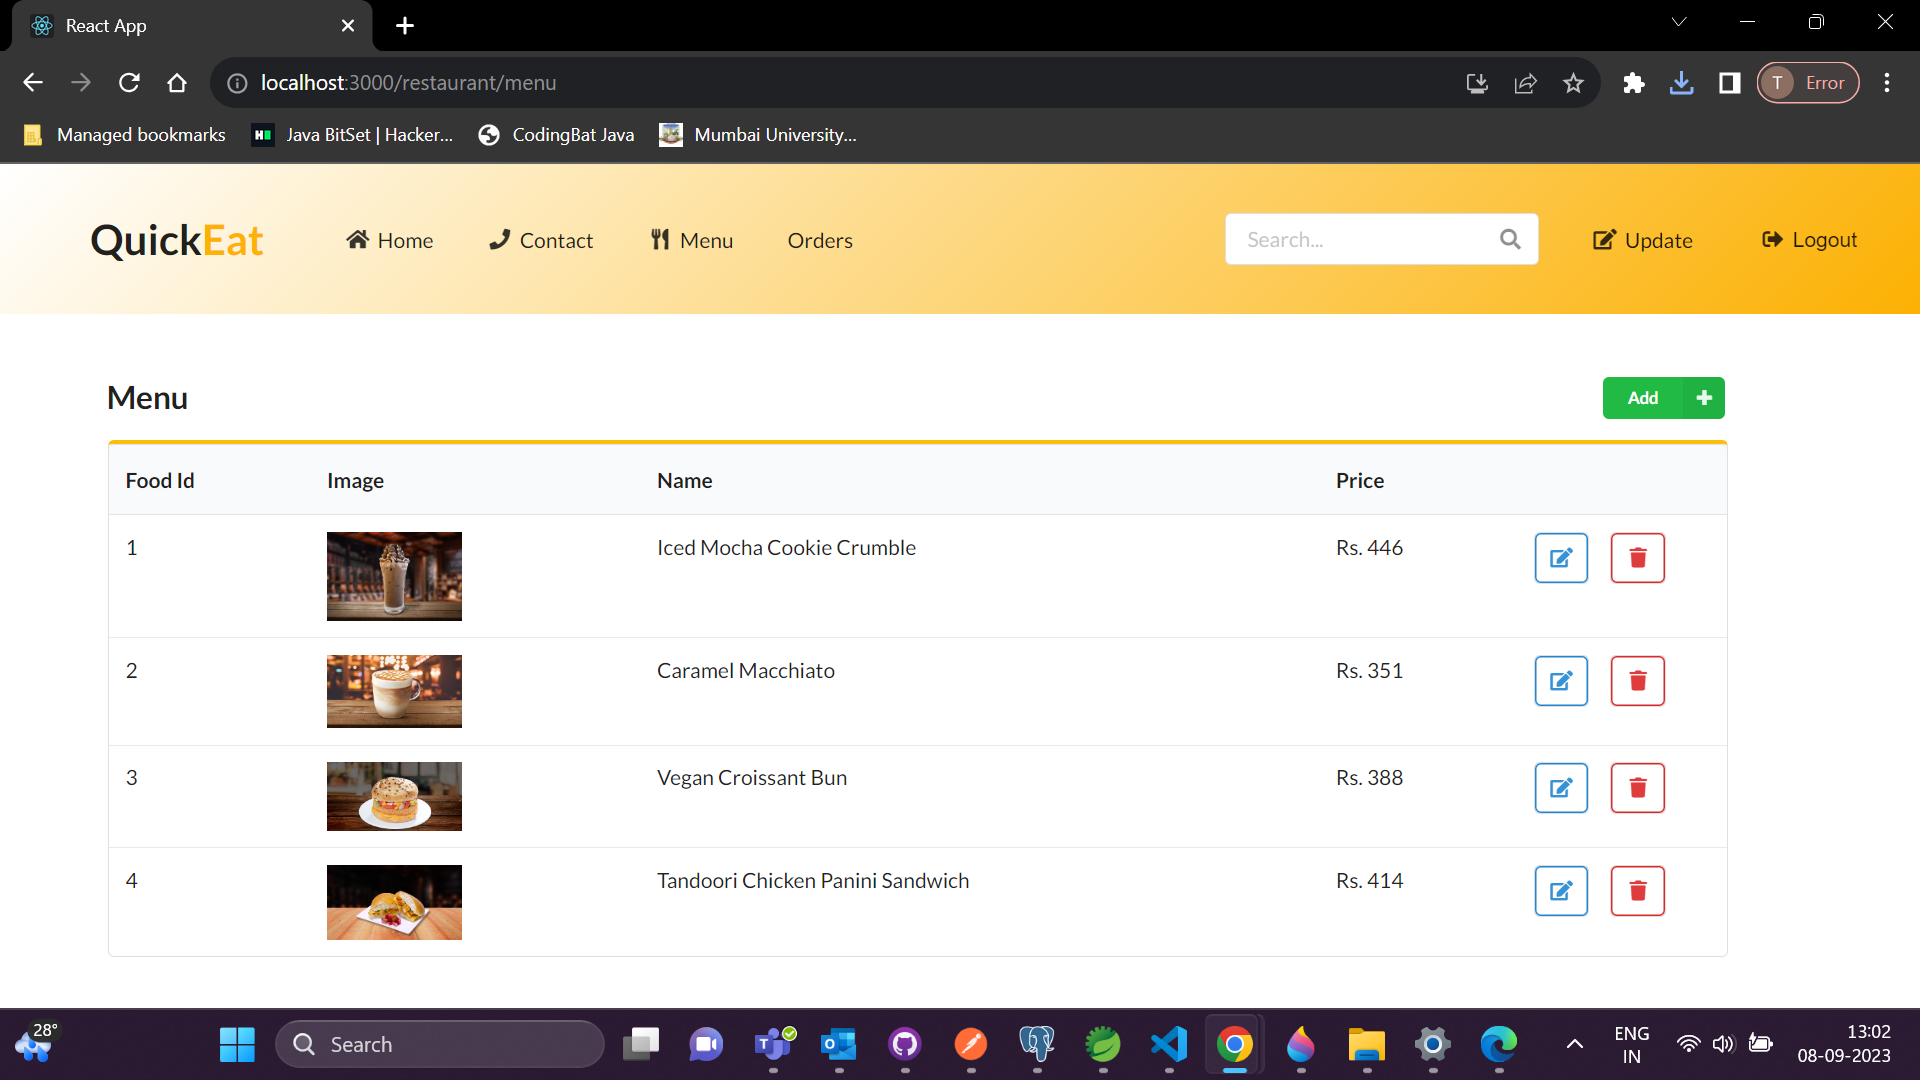 React App
localhost:3000/restaurant/menu
T Error
Managed bookmarks
Java BitSet | Hacker...
CodingBat Java
Mumbai University...
QuickEat
Home
Contact
Menu
Orders
Search...
Update
Logout
Menu
Add
Food Id Image Name Price
1 Iced Mocha Cookie Crumble Rs. 446
2 Caramel Macchiato Rs. 351
3 Vegan Croissant Bun Rs. 388
4 Tandoori Chicken Panini Sandwich Rs. 414
28°
Search
ENG
IN
13:02
08-09-2023